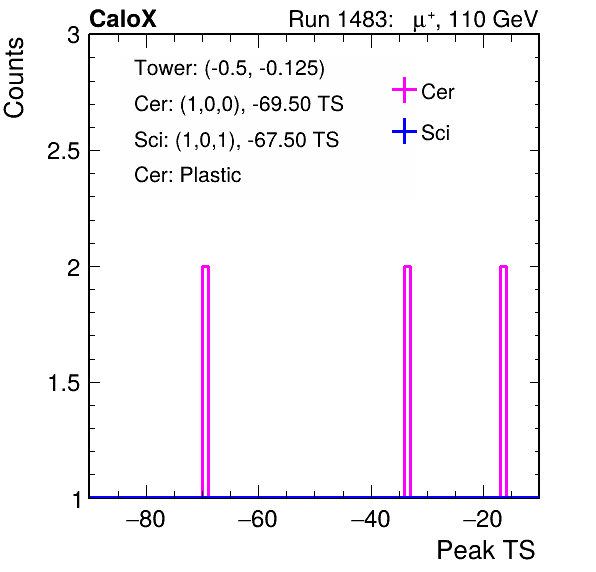 CaloX Run 1483: μ⁺, 110 GeV
Counts
3
2.5
2
1.5
1
Tower: (-0.5, -0.125)
Cer: (1,0,0), -69.50 TS
Sci: (1,0,1), -67.50 TS
Cer: Plastic
Cer
Sci
−80 −60 −40 −20
Peak TS